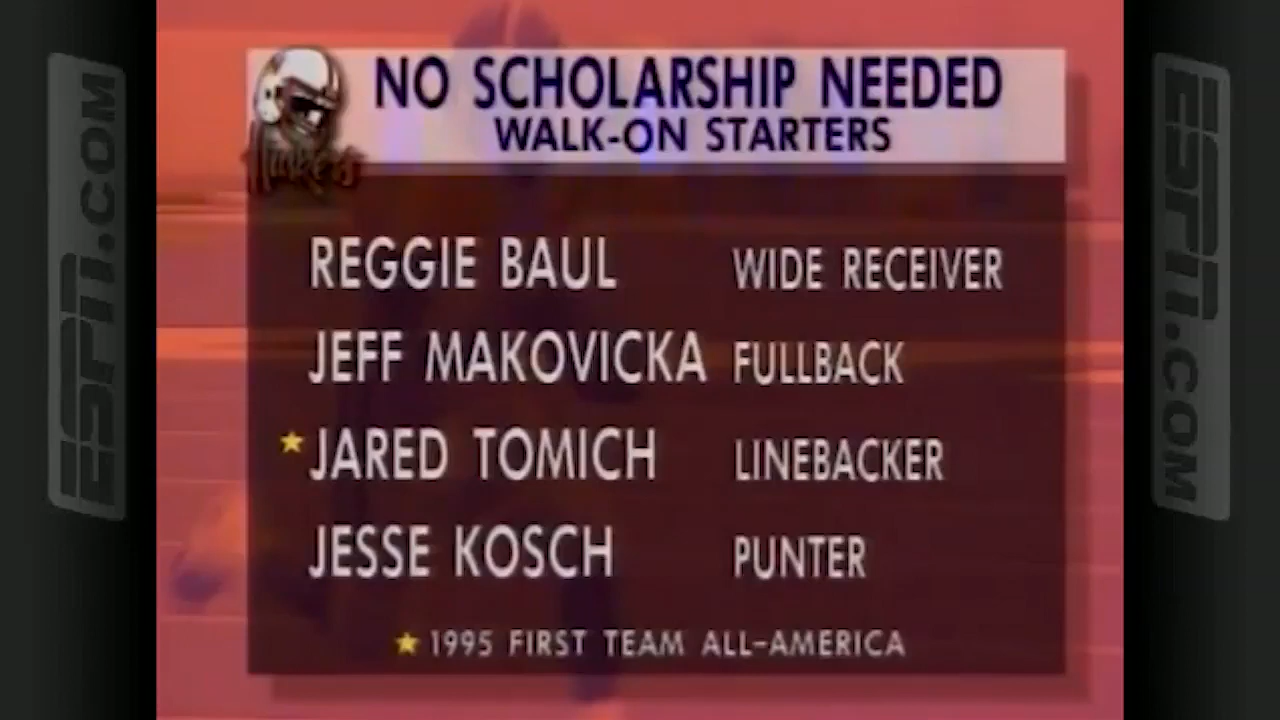 NO SCHOLARSHIP NEEDED
WALK-ON STARTERS
Huskers
REGGIE BAUL WIDE RECEIVER
JEFF MAKOVICKA FULLBACK
★ JARED TOMICH LINEBACKER
JESSE KOSCH PUNTER
★ 1995 FIRST TEAM ALL-AMERICA
ESPN.COM
ESPN.COM